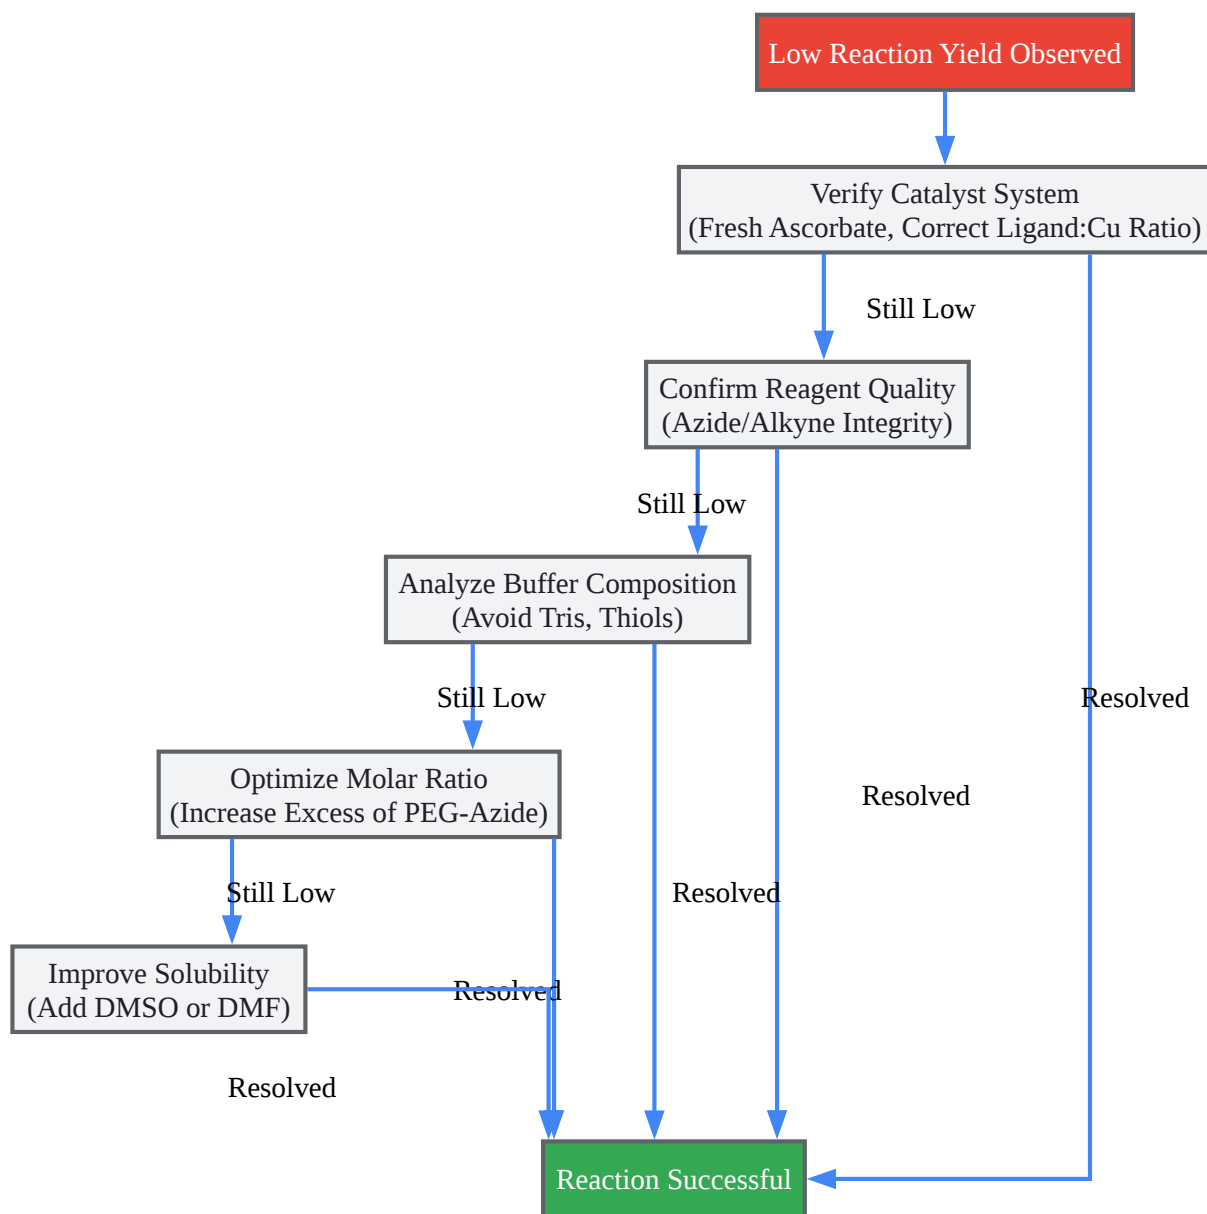 Low Reaction Yield Observed
Verify Catalyst System
(Fresh Ascorbate, Correct Ligand:Cu Ratio)
Still Low
Confirm Reagent Quality
(Azide/Alkyne Integrity)
Still Low
Analyze Buffer Composition
(Avoid Tris, Thiols)
Still Low
Resolved
Optimize Molar Ratio
(Increase Excess of PEG-Azide)
Resolved
Still Low
Resolved
Improve Solubility
(Add DMSO or DMF)
Resolved
Resolved
Reaction Successful